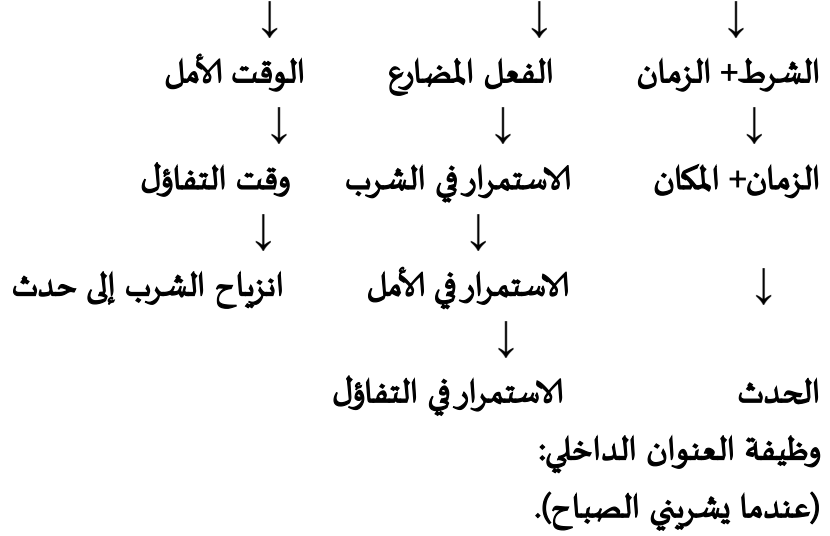 ↓ ↓ ↓
الشرط+ الزمان الفعل المضارع الوقت الأمل
↓ ↓ ↓
الزمان+ المكان الاستمرار في الشرب وقت التفاؤل
↓ ↓
↓ الاستمرار في الأمل انزياح الشرب إلى حدث
↓
الحدث الاستمرار في التفاؤل
وظيفة العنوان الداخلي:
(عندما يشربني الصباح).